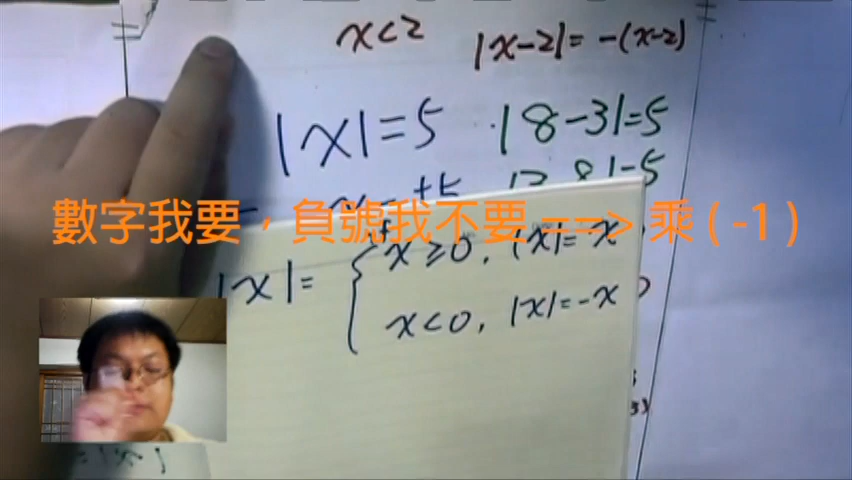 x<2
|x-2|= -(x-2)
|x|=5
|8-3|=5
數字我要，負號我不要 ==> 乘 ( -1 )
|x|= { x≥0, |x|= x
x<0, |x|=-x